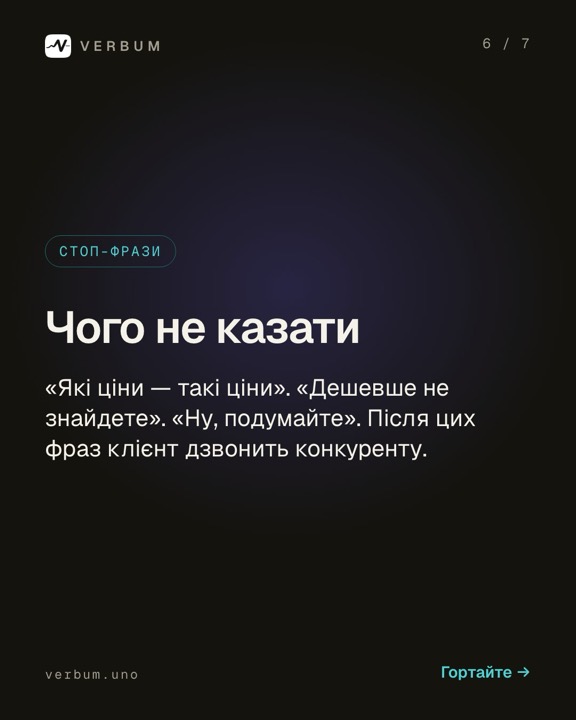 VERBUM
6 / 7
СТОП-ФРАЗИ
Чого не казати
«Які ціни — такі ціни». «Дешевше не
знайдете». «Ну, подумайте». Після цих
фраз клієнт дзвонить конкуренту.
verbum.uno
Гортайте →